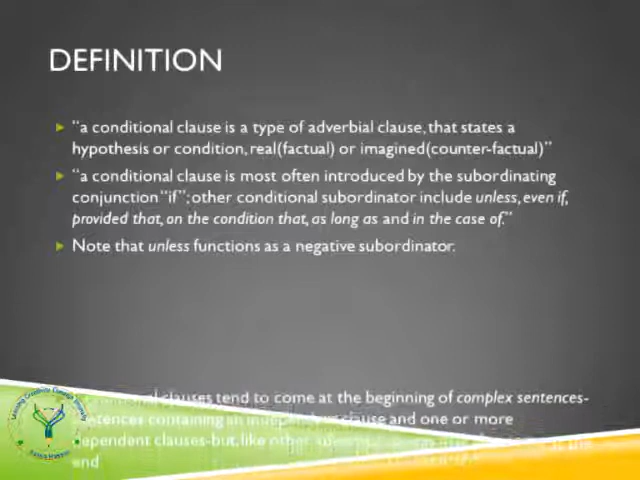 DEFINITION
"a conditional clause is a type of adverbial clause, that states a
hypothesis or condition, real(factual) or imagined(counter-factual)"
"a conditional clause is most often introduced by the subordinating
conjunction "if"; other conditional subordinator include unless, even if,
provided that, on the condition that, as long as and in the case of."
Note that unless functions as a negative subordinator.
clauses tend to come at the beginning of complex sentences-
containing an clause and one or more
dependent clauses-but, like other
end